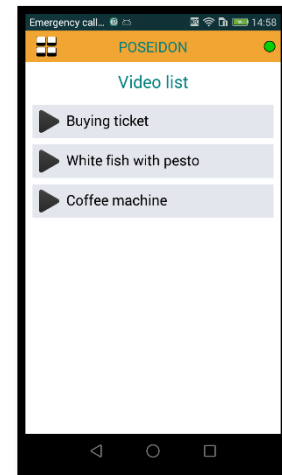 Emergency call... 14:58
POSEIDON
Video list
Buying ticket
White fish with pesto
Coffee machine